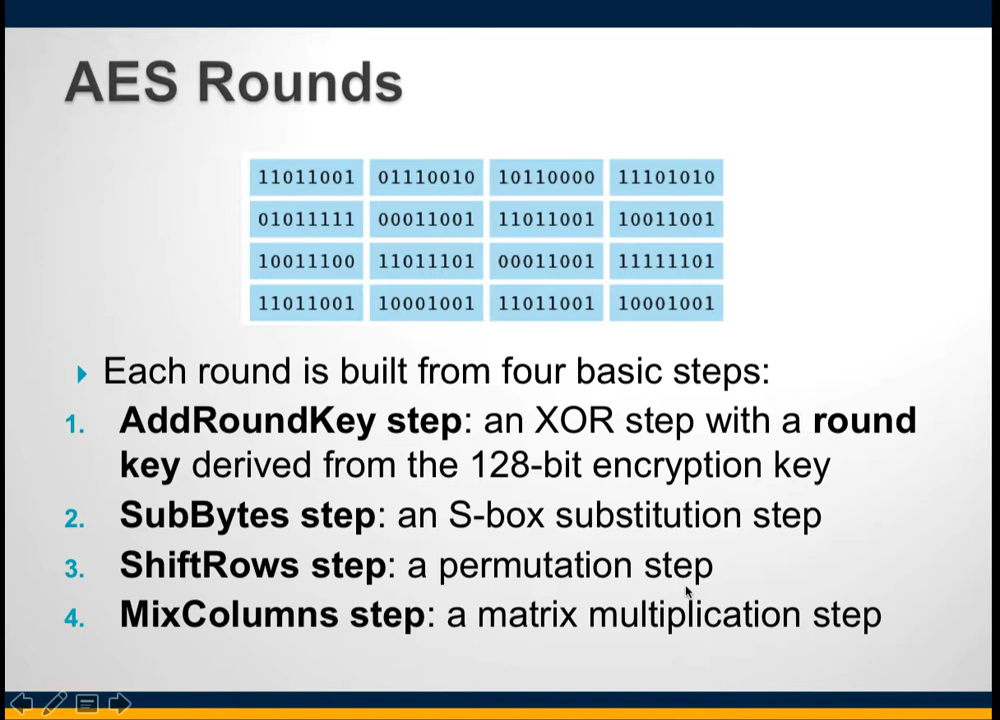 AES Rounds
11011001 01110010 10110000 11101010
01011111 00011001 11011001 10011001
10011100 11011101 00011001 11111101
11011001 10001001 11011001 10001001
Each round is built from four basic steps:
1. AddRoundKey step: an XOR step with a round
key derived from the 128-bit encryption key
2. SubBytes step: an S-box substitution step
3. ShiftRows step: a permutation step
4. MixColumns step: a matrix multiplication step